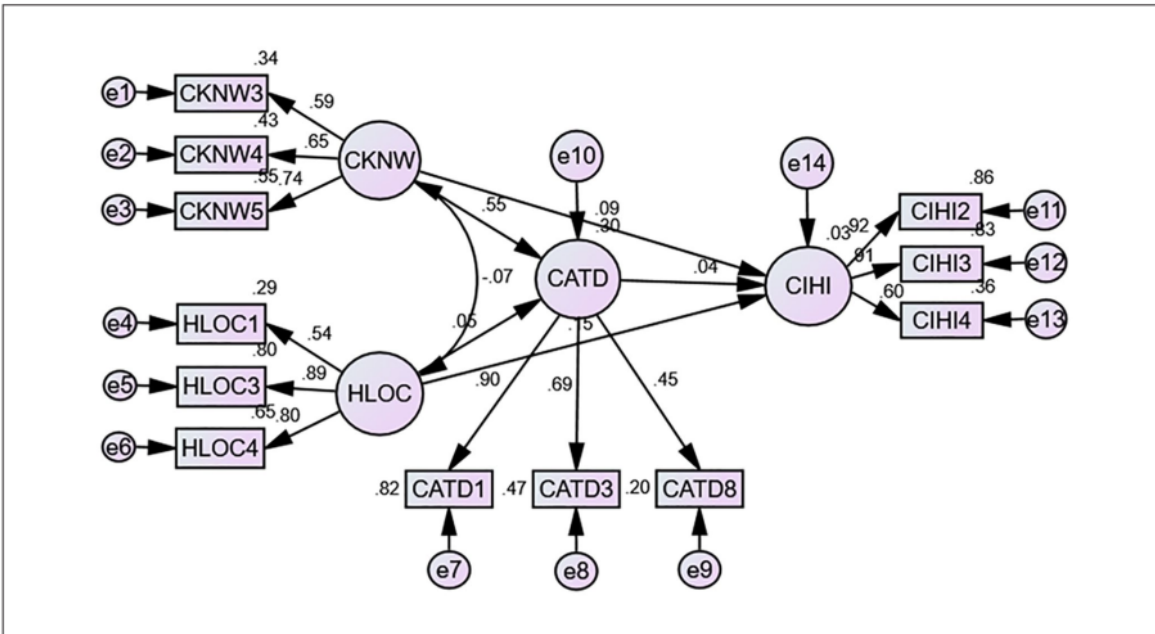 .34
e1 CKNW3 .59
.43
e2 CKNW4 .65 CKNW
.55 .74
e3 CKNW5
e10
e14
.55 .09
.30
.86
CIHI2 e11
.03 .92 .83
-.07 CATD .04 CIHI .91 CIHI3 e12
.60 .36
CIHI4 e13
.29
e4 HLOC1 .54
.05 .15
.80
e5 HLOC3 .89 HLOC
.65 .80
e6 HLOC4
.90 .69 .45
.82 CATD1 .47 CATD3 .20 CATD8
e7 e8 e9